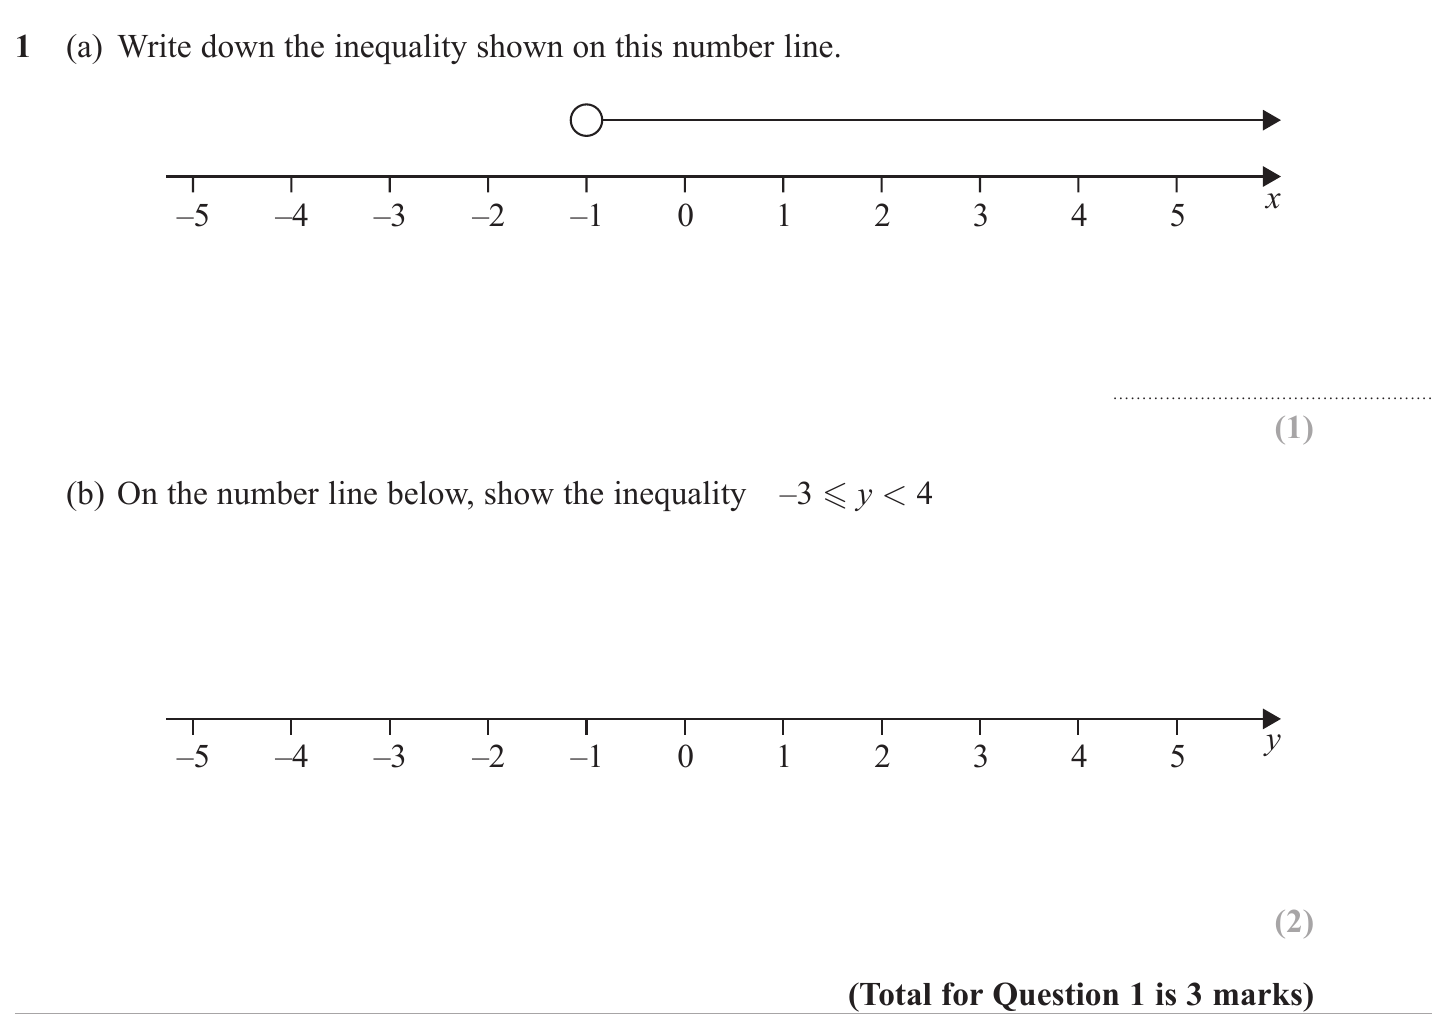 1 (a) Write down the inequality shown on this number line.
–5 –4 –3 –2 –1 0 1 2 3 4 5 x
(1)
(b) On the number line below, show the inequality –3 ⩽ y < 4
–5 –4 –3 –2 –1 0 1 2 3 4 5 y
(2)
(Total for Question 1 is 3 marks)